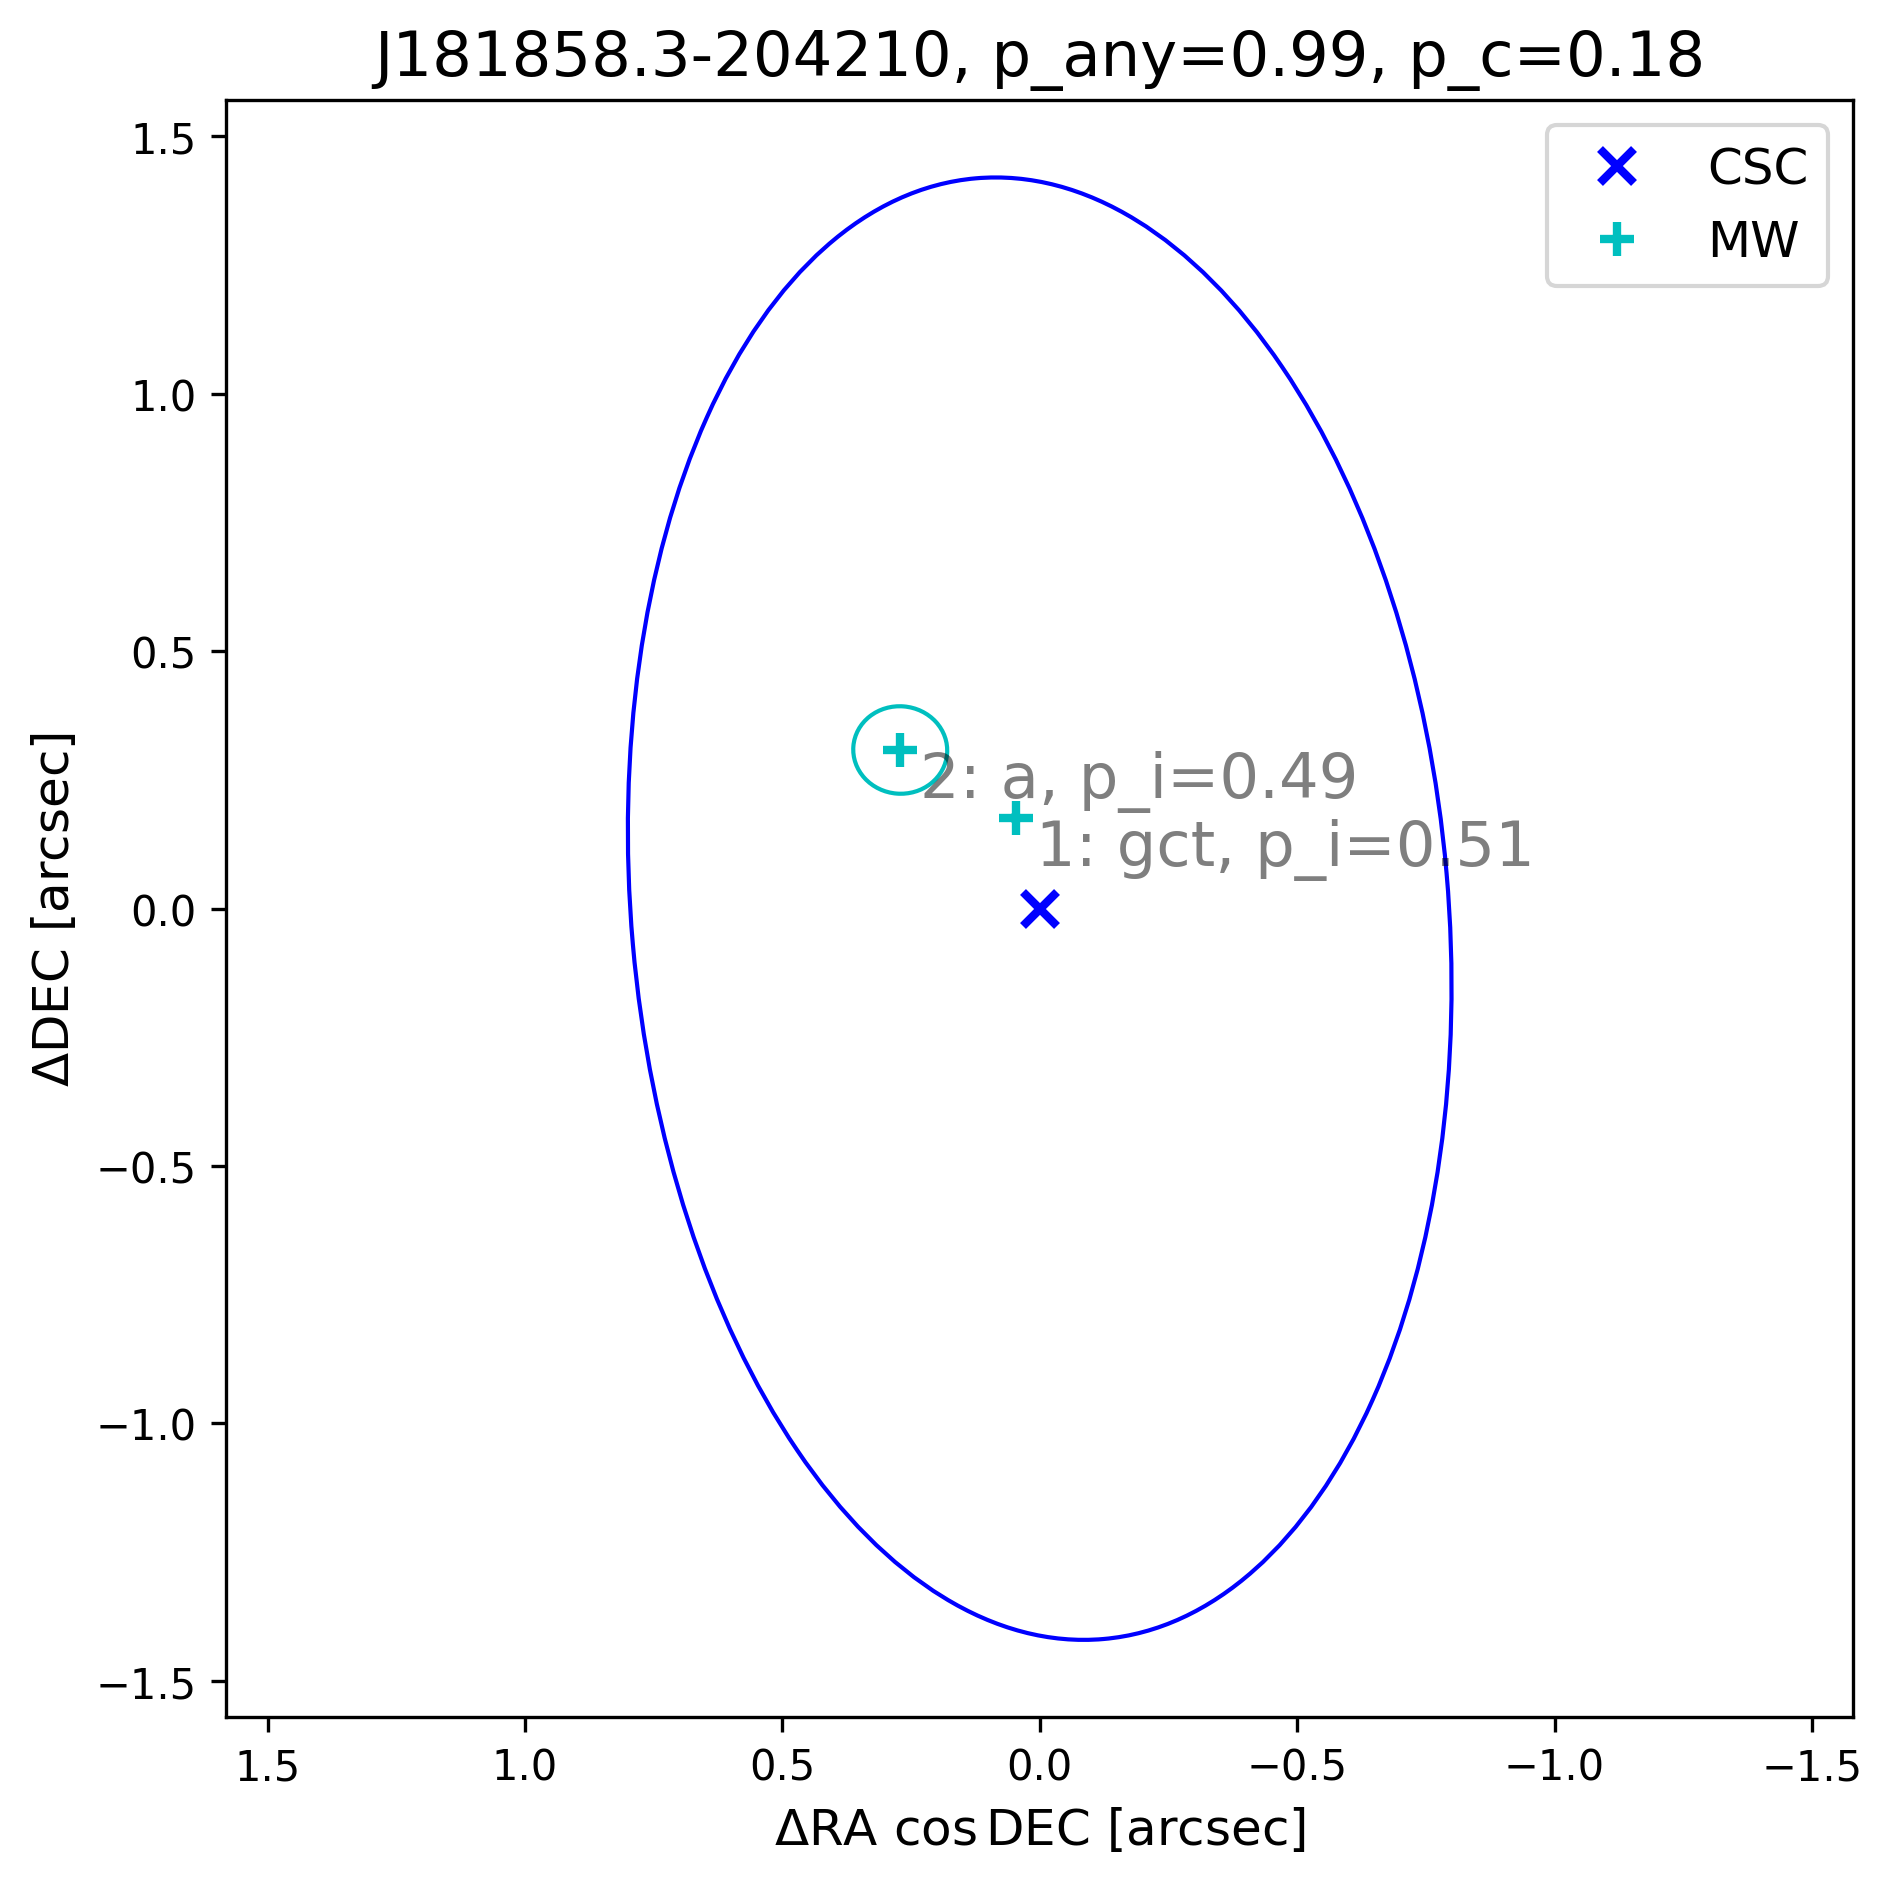 J181858.3-204210, p_any=0.99, p_c=0.18
CSC
MW
1.5
1.0
0.5
0.0
−0.5
−1.0
−1.5
ΔDEC [arcsec]
2: a, p_i=0.49
1: gct, p_i=0.51
1.5 1.0 0.5 0.0 −0.5 −1.0 −1.5
ΔRA cos DEC [arcsec]